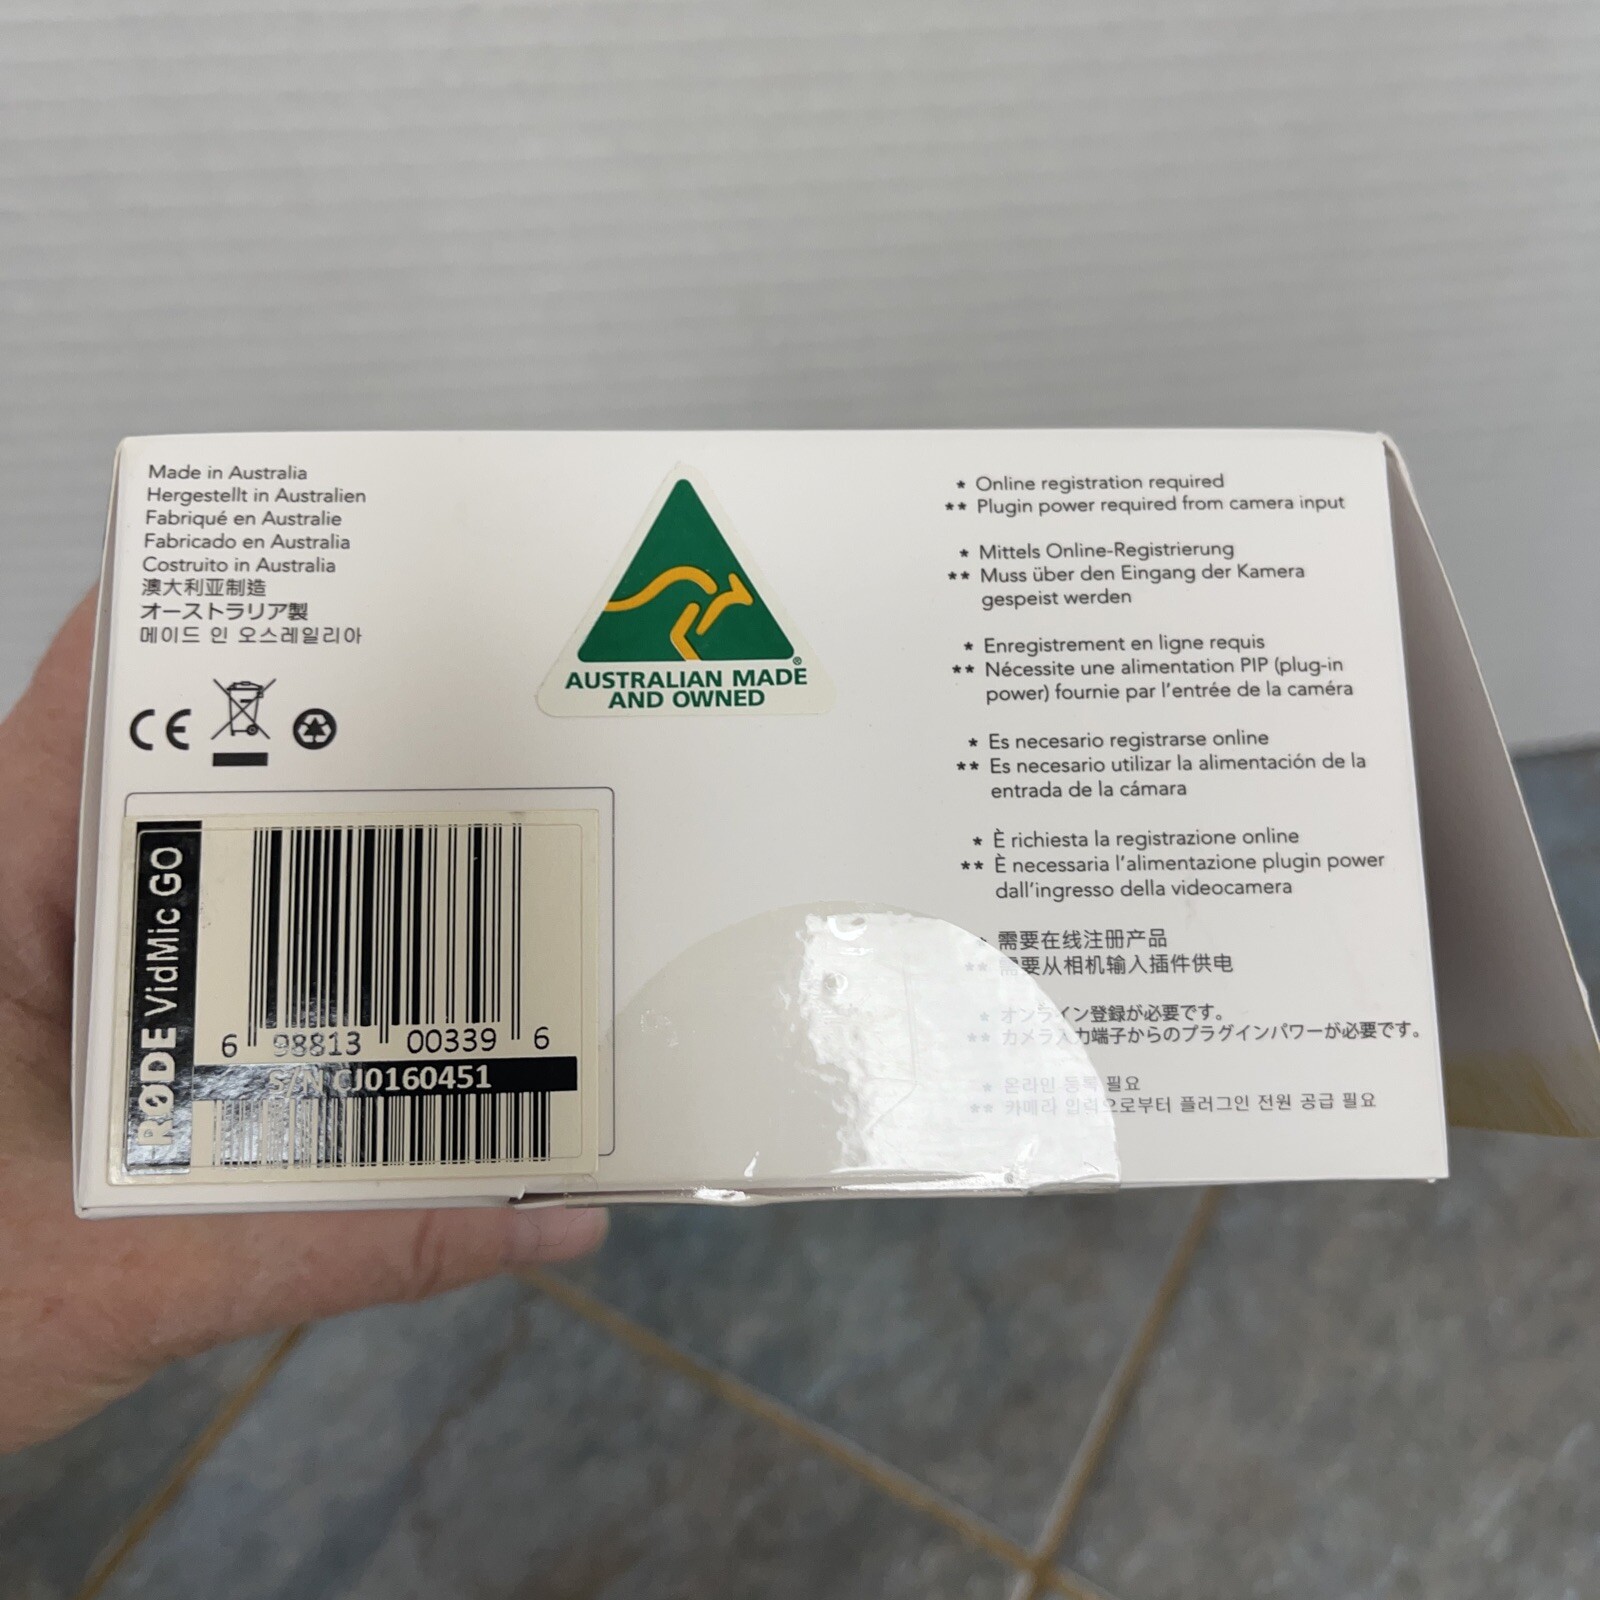 Made in Australia
Hergestellt in Australien
Fabriqué en Australie
Fabricado en Australia
Costruito in Australia
澳大利亚制造
オーストラリア製
메이드 인 오스레일리아
CE
AUSTRALIAN MADE ®
AND OWNED
RØDE VidMic GO
6 98813 00339 6
S/N CJ0160451
* Online registration required
** Plugin power required from camera input
* Mittels Online-Registrierung
** Muss über den Eingang der Kamera
gespeist werden
* Enregistrement en ligne requis
** Nécessite une alimentation PIP (plug-in
power) fournie par l'entrée de la caméra
* Es necesario registrarse online
** Es necesario utilizar la alimentación de la
entrada de la cámara
* È richiesta la registrazione online
** È necessaria l'alimentazione plugin power
dall'ingresso della videocamera
* 需要在线注册产品
** 需要从相机输入插件供电
* オンライン登録が必要です。
** カメラ入力端子からのプラグインパワーが必要です。
* 온라인 등록 필요
** 카메라 입력으로부터 플러그인 전원 공급 필요